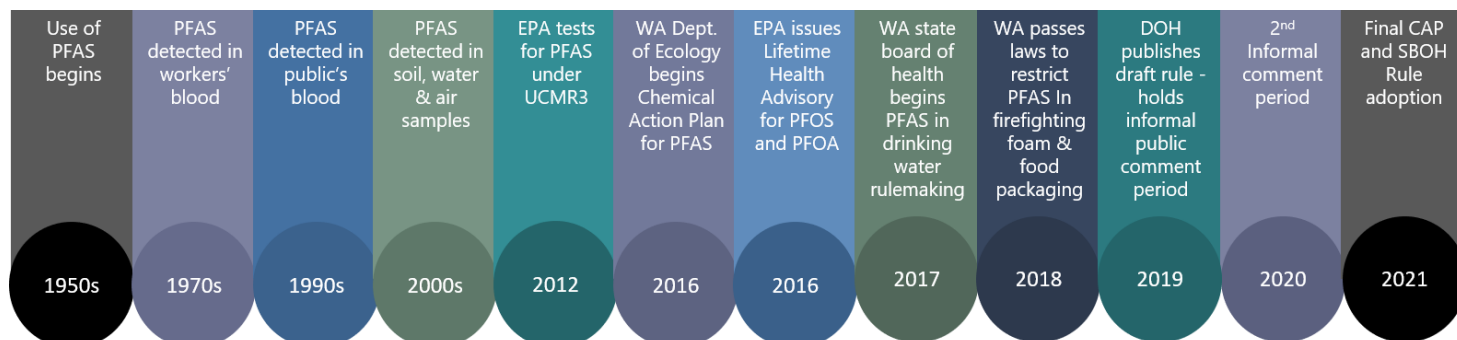 Use of
PFAS
begins
1950s
PFAS
detected in
workers'
blood
1970s
PFAS
detected in
public's
blood
1990s
PFAS
detected in
soil, water
& air
samples
2000s
EPA tests
for PFAS
under
UCMR3
2012
WA Dept.
of Ecology
begins
Chemical
Action Plan
for PFAS
2016
EPA issues
Lifetime
Health
Advisory
for PFOS
and PFOA
2016
WA state
board of
health
begins
PFAS in
drinking
water
rulemaking
2017
WA passes
laws to
restrict
PFAS In
firefighting
foam &
food
packaging
2018
DOH
publishes
draft rule -
holds
informal
public
comment
period
2019
2nd
Informal
comment
period
2020
Final CAP
and SBOH
Rule
adoption
2021